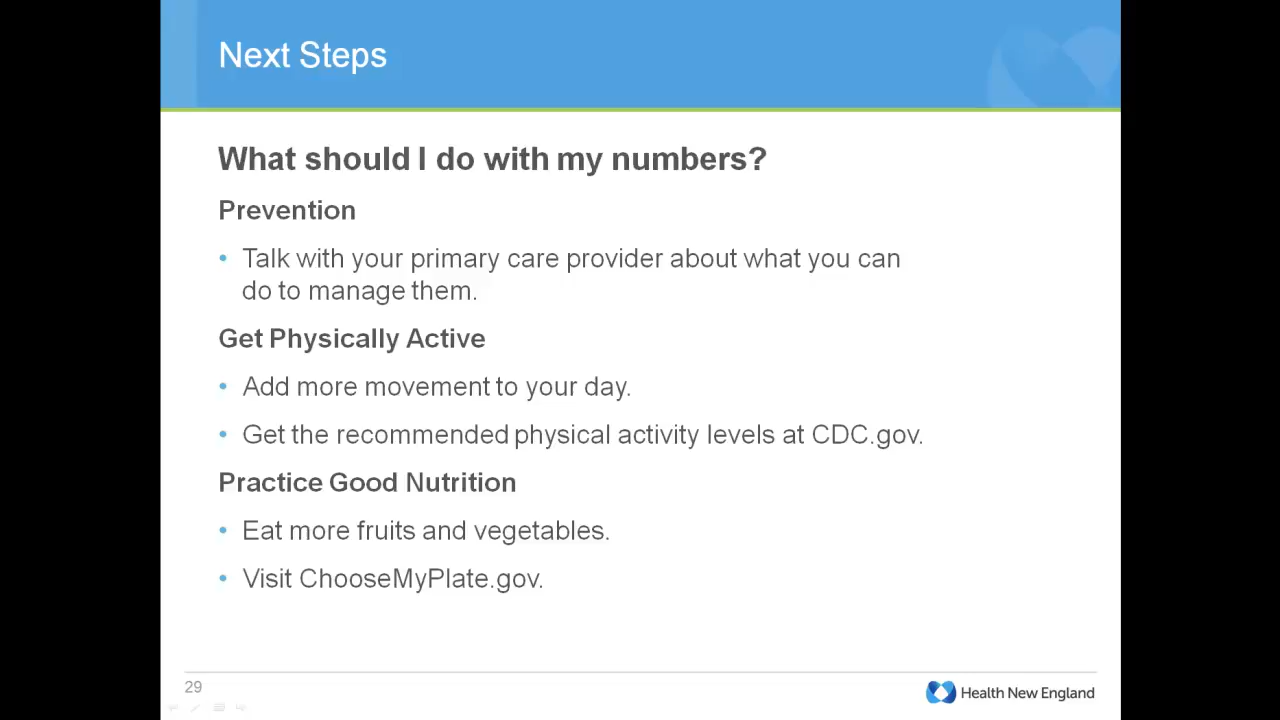 Next Steps
What should I do with my numbers?
Prevention
• Talk with your primary care provider about what you can
do to manage them.
Get Physically Active
• Add more movement to your day.
• Get the recommended physical activity levels at CDC.gov.
Practice Good Nutrition
• Eat more fruits and vegetables.
• Visit ChooseMyPlate.gov.
29
Health New England